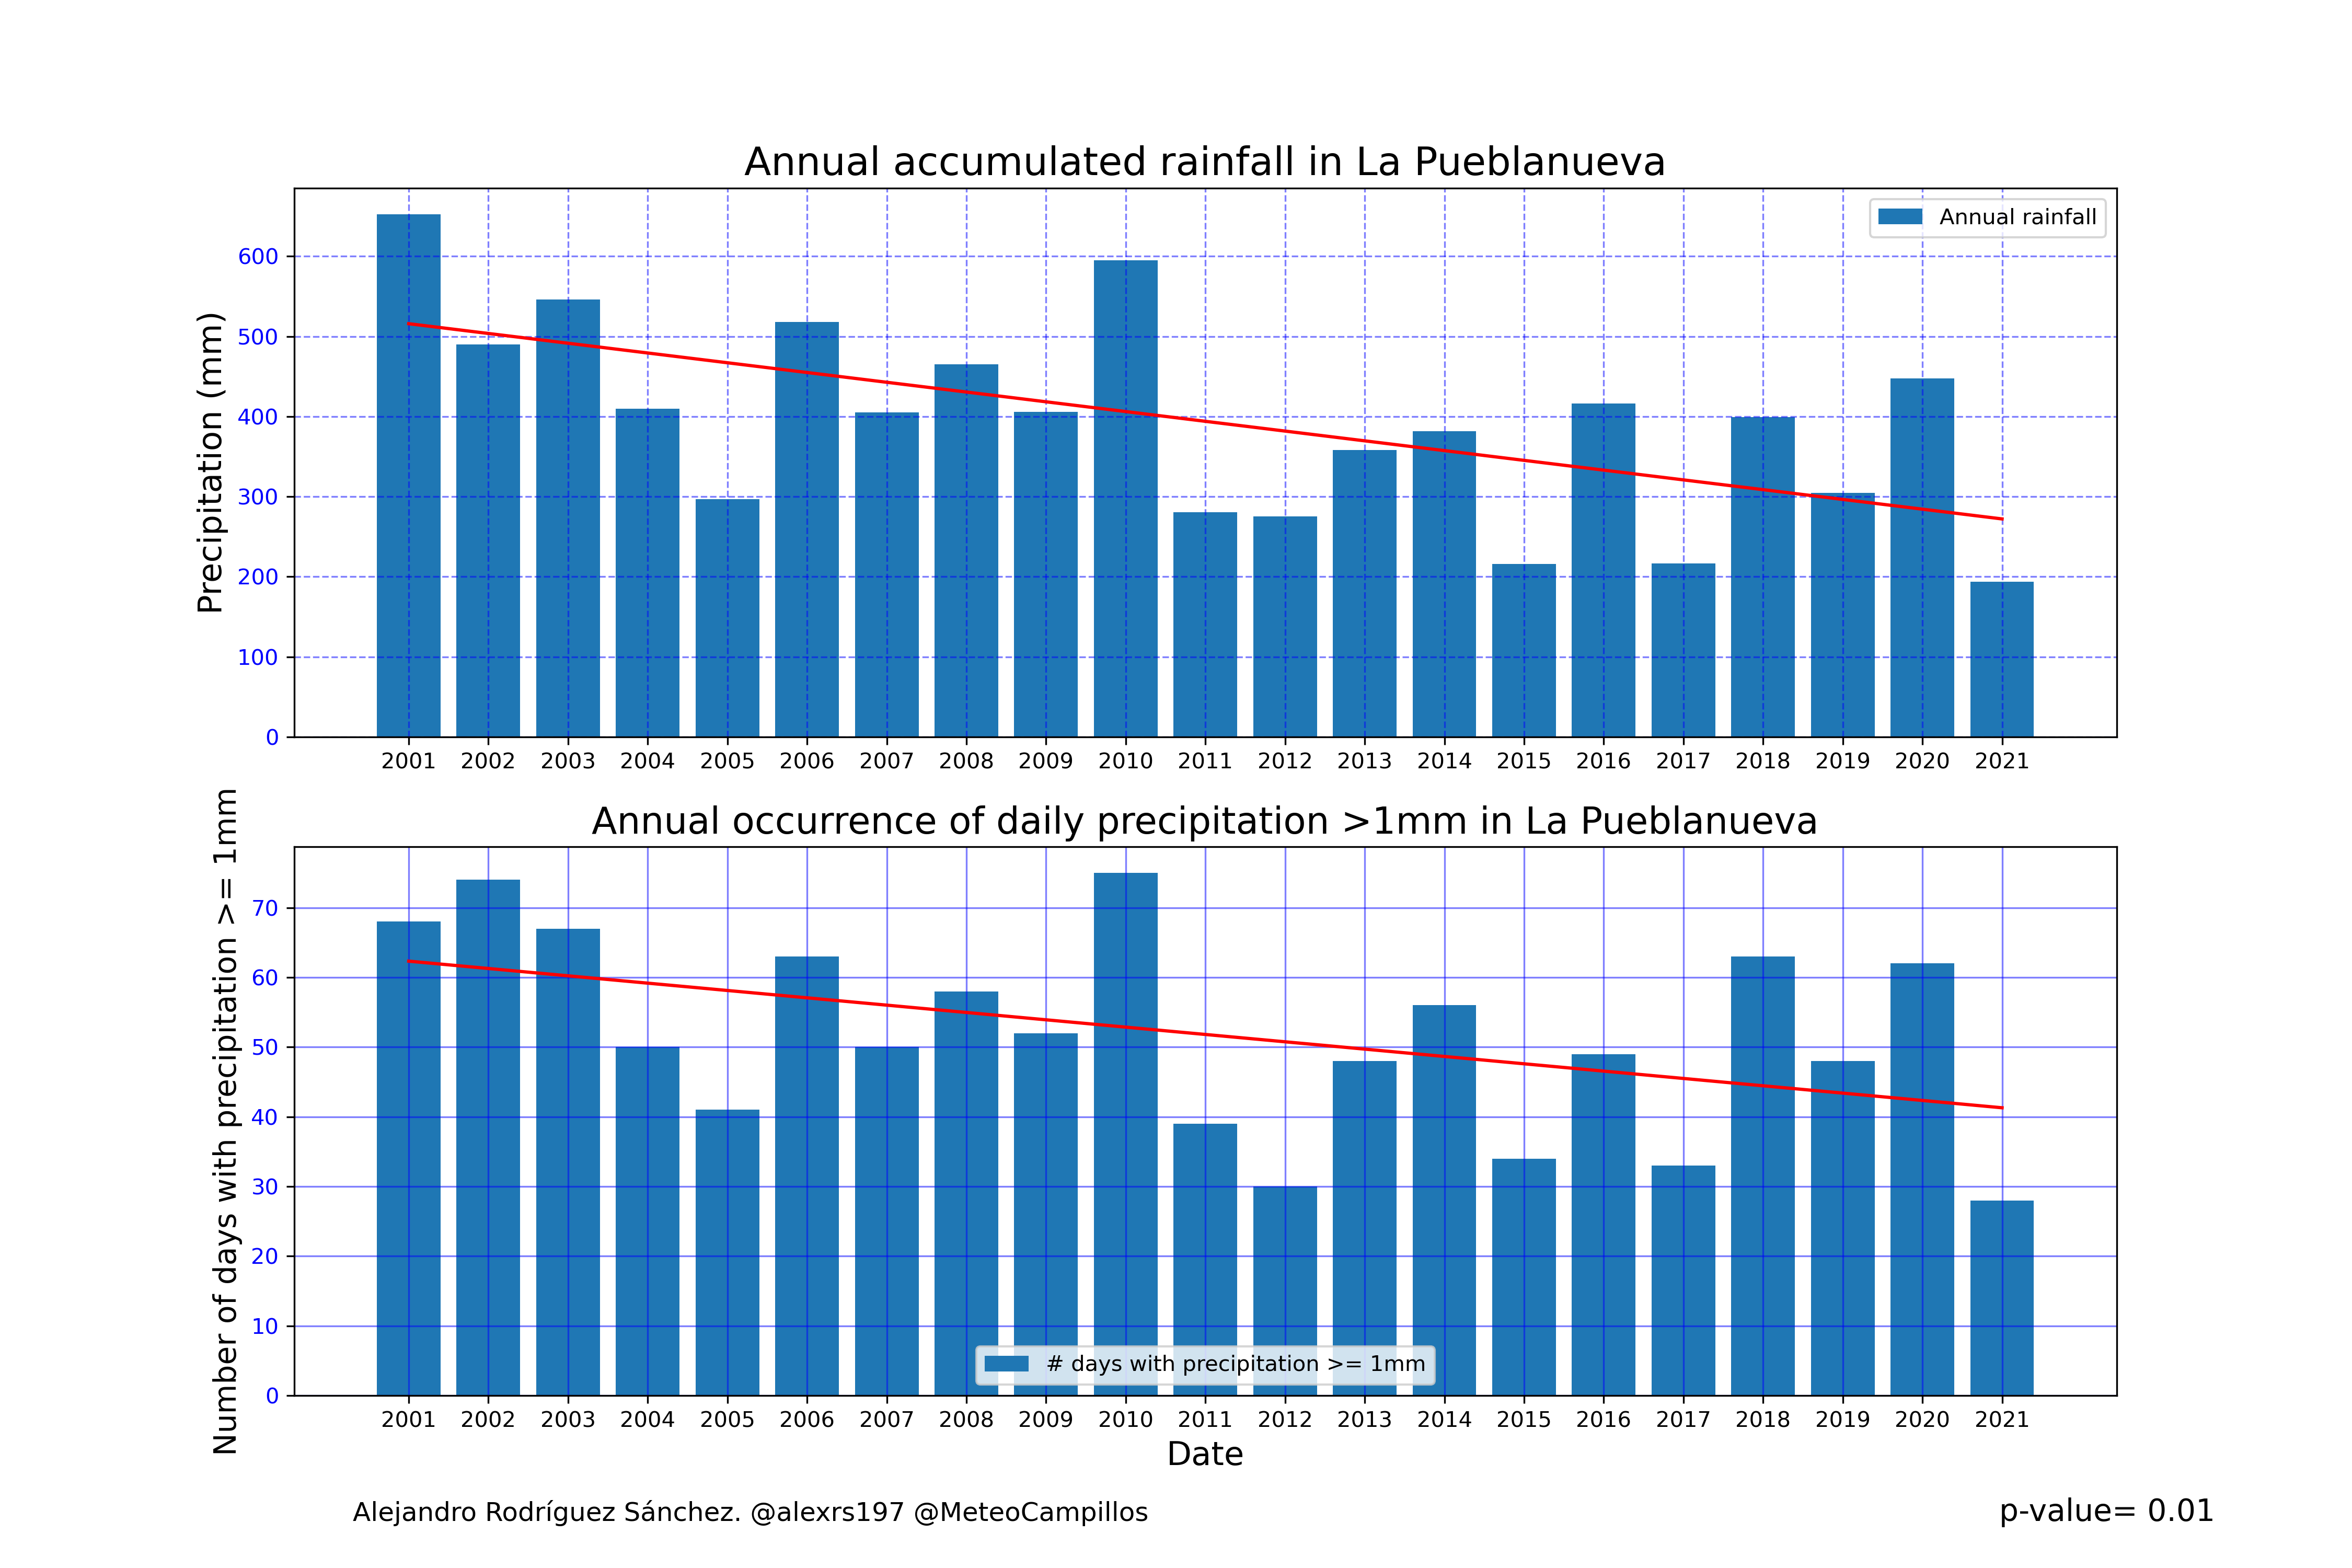 Annual accumulated rainfall in La Pueblanueva
Precipitation (mm)
600
500
400
300
200
100
0
Annual rainfall
2001 2002 2003 2004 2005 2006 2007 2008 2009 2010 2011 2012 2013 2014 2015 2016 2017 2018 2019 2020 2021
Annual occurrence of daily precipitation >1mm in La Pueblanueva
Number of days with precipitation >= 1mm
70
60
50
40
30
20
10
0
# days with precipitation >= 1mm
2001 2002 2003 2004 2005 2006 2007 2008 2009 2010 2011 2012 2013 2014 2015 2016 2017 2018 2019 2020 2021
Date
Alejandro Rodríguez Sánchez. @alexrs197 @MeteoCampillos
p-value= 0.01